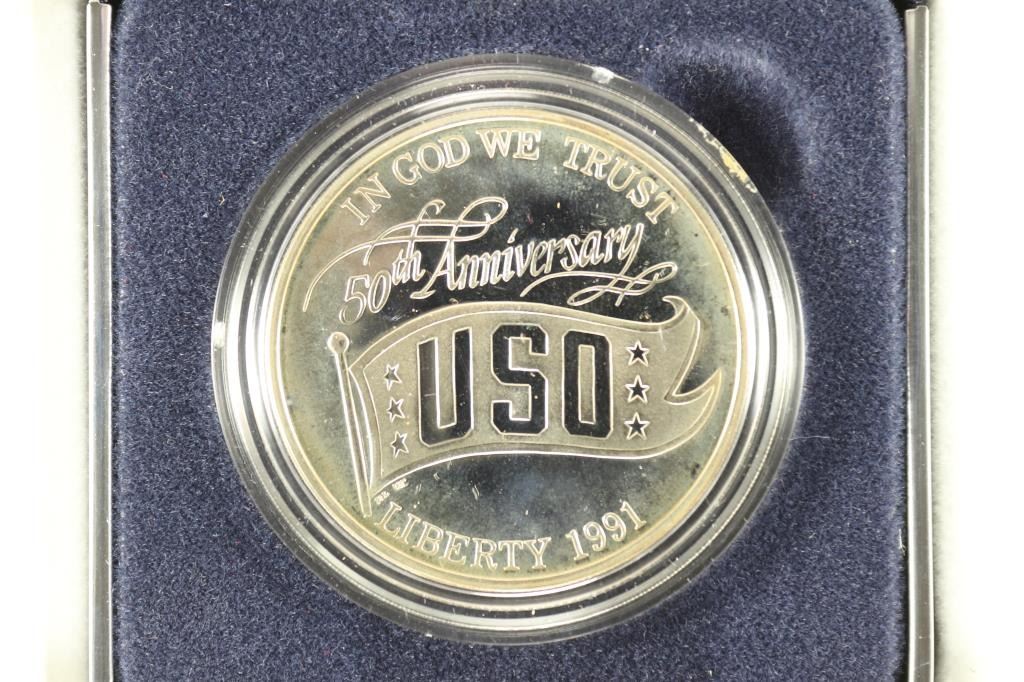 IN GOD WE TRUST
50th Anniversary
USO
LIBERTY 1991